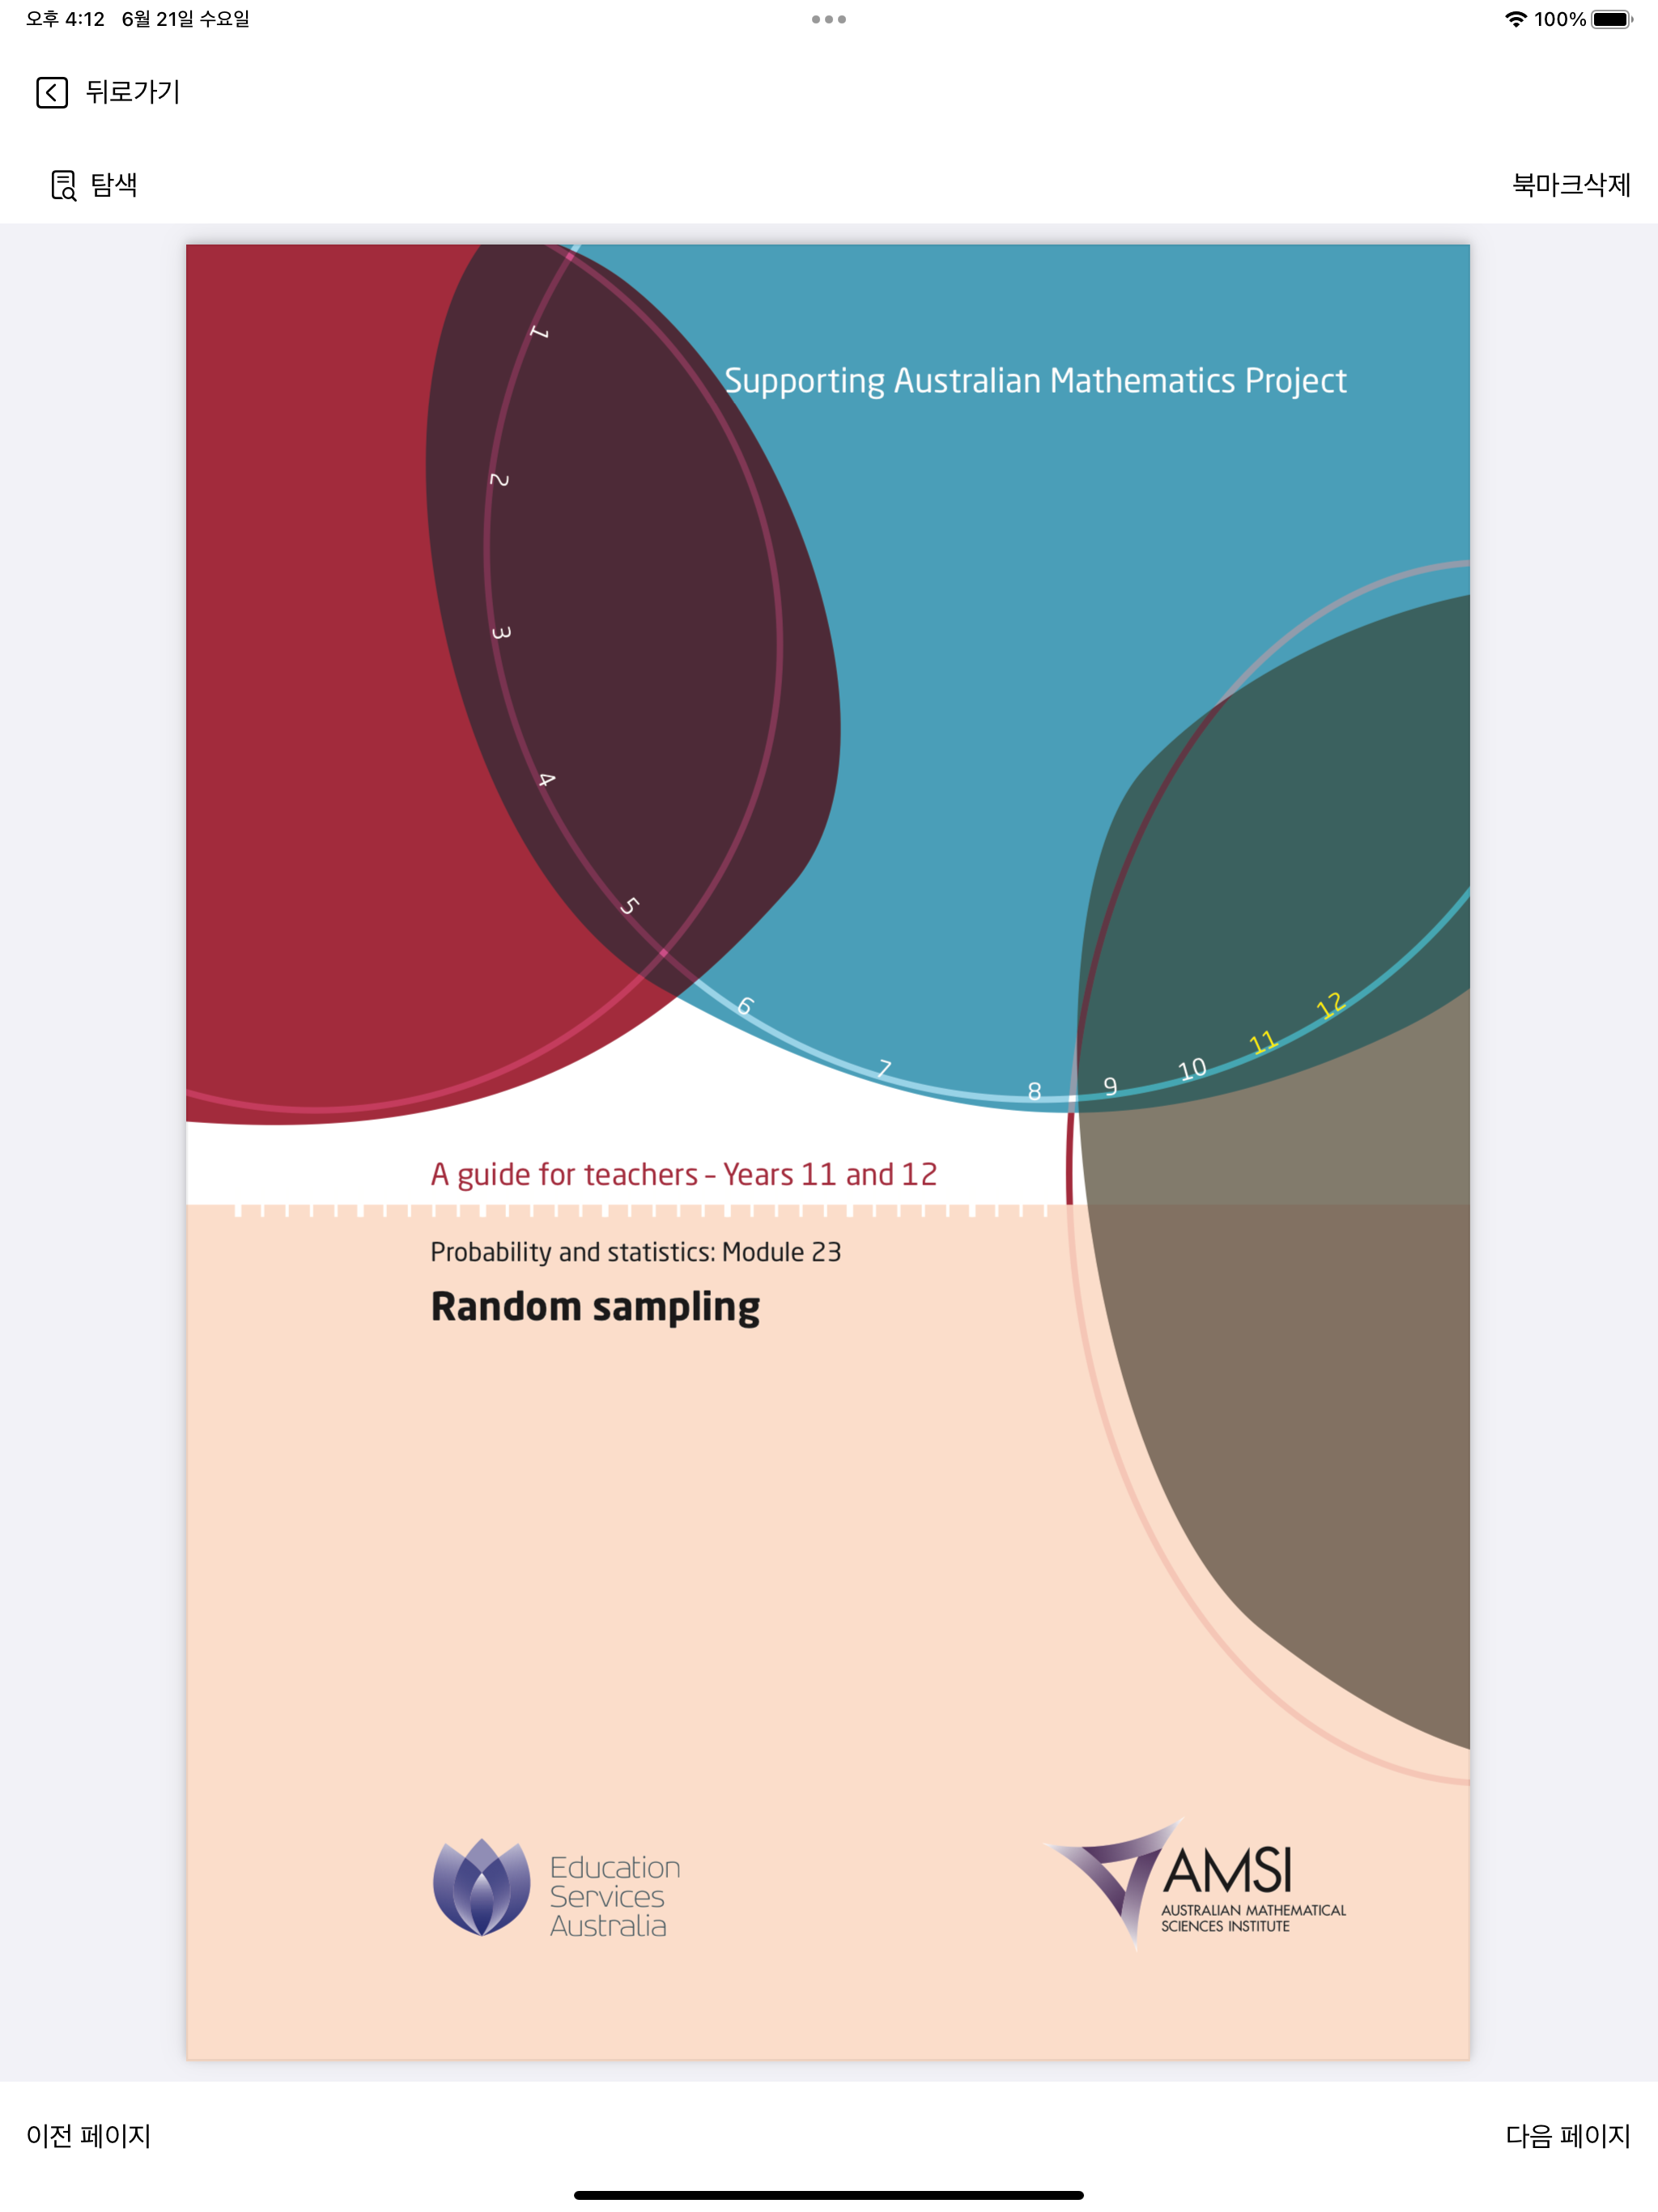 오후 4:12 6월 21일 수요일
100%
뒤로가기
탐색
북마크삭제
Supporting Australian Mathematics Project
1
2
3
4
5
6
7
8
9
10
11
12
A guide for teachers – Years 11 and 12
Probability and statistics: Module 23
Random sampling
Education
Services
Australia
AMSI
AUSTRALIAN MATHEMATICAL
SCIENCES INSTITUTE
이전 페이지
다음 페이지